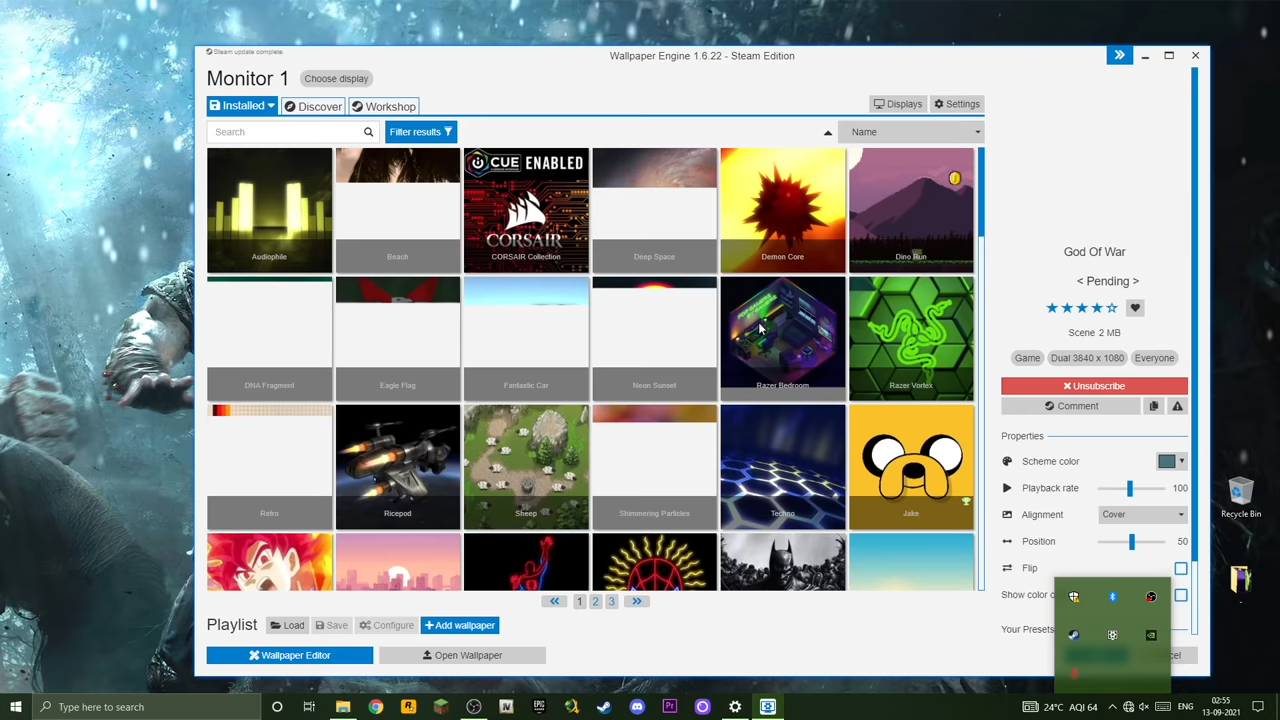 Steam update complete.
Wallpaper Engine 1.6.22 - Steam Edition
Monitor 1
Choose display
Installed
Discover
Workshop
Displays
Settings
Search
Filter results
Name
iCUE ENABLED
CORSAIR
Audiophile
Beach
CORSAIR Collection
Deep Space
Demon Core
Dino Run
DNA Fragment
Eagle Flag
Fantastic Car
Neon Sunset
Razer Bedroom
Razer Vortex
Retro
Ricepod
Sheep
Shimmering Particles
Techno
Jake
1 2 3
Playlist
Load
Save
Configure
Add wallpaper
Wallpaper Editor
Open Wallpaper
God Of War
< Pending >
Scene 2 MB
Game
Dual 3840 x 1080
Everyone
Unsubscribe
Comment
Properties
Scheme color
Playback rate
100
Alignment
Cover
Position
50
Flip
Show color
Your Presets
Recycle Bin
Type here to search
24°C AQI 64
ENG
02:55
13-09-2021